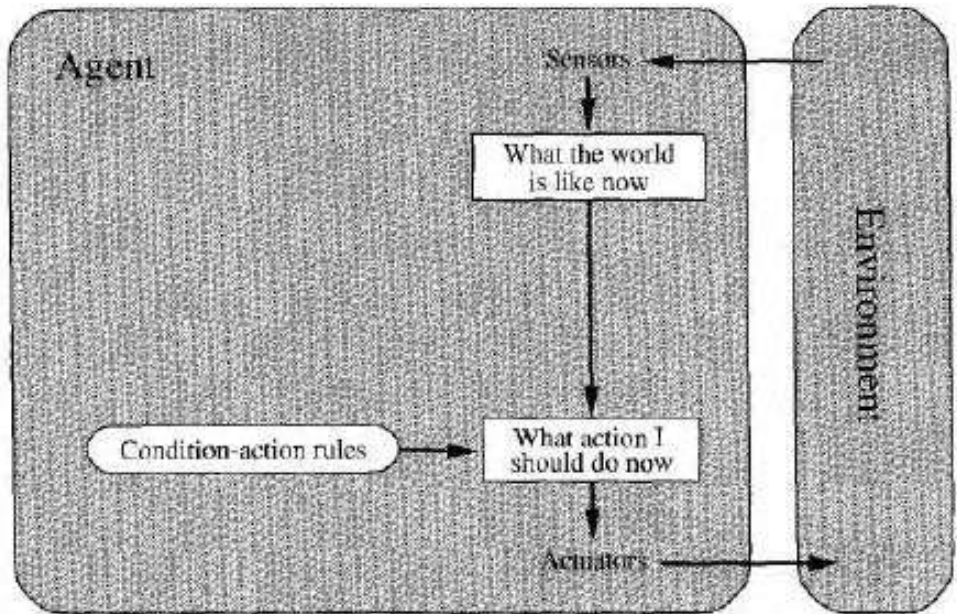 Agent
Sensors
What the world
is like now
Environment
Condition-action rules
What action I
should do now
Actuators